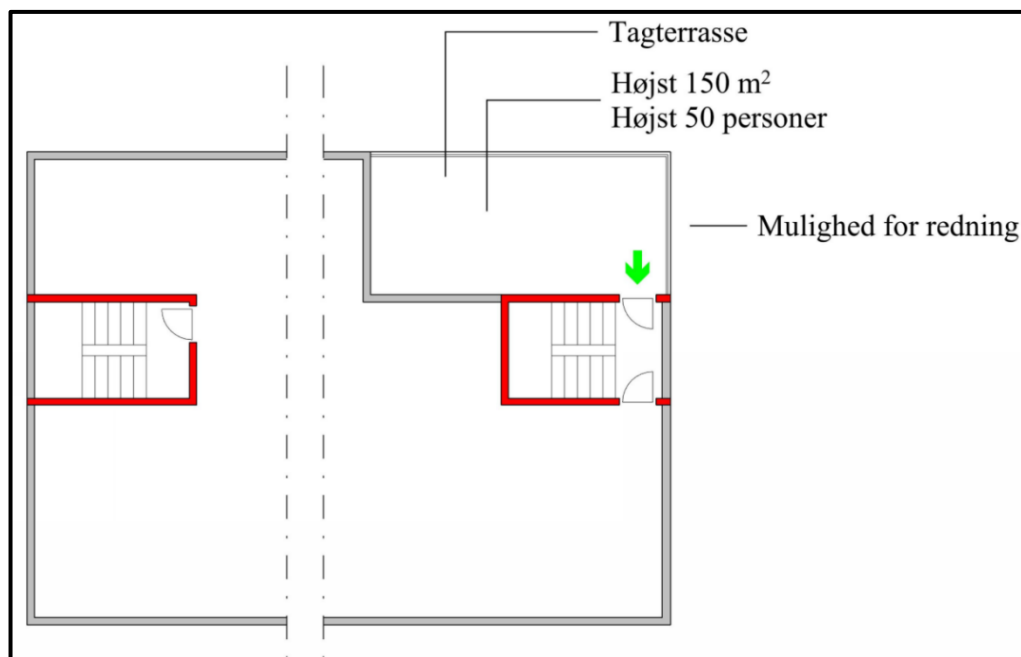 Tagterrasse
Højst 150 m²
Højst 50 personer
Mulighed for redning